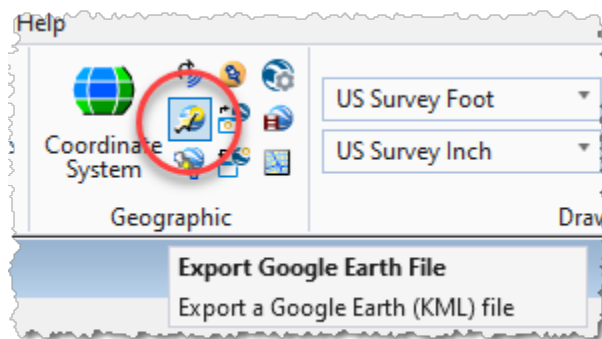 Help
US Survey Foot
Coordinate
System
US Survey Inch
Geographic
Draw
Export Google Earth File
Export a Google Earth (KML) file